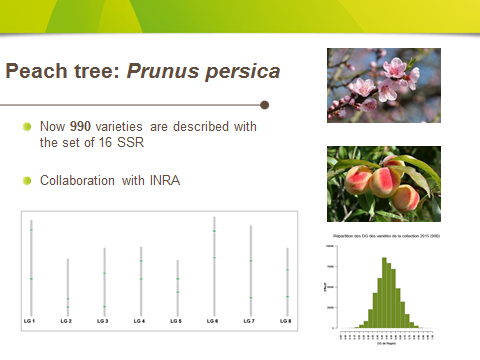 Peach tree: Prunus persica
Now 990 varieties are described with
the set of 16 SSR
Collaboration with INRA
LG 1 LG 2 LG 3 LG 4 LG 5 LG 6 LG 7 LG 8
Répartition des DG des variétés de la collection 2015 (990)